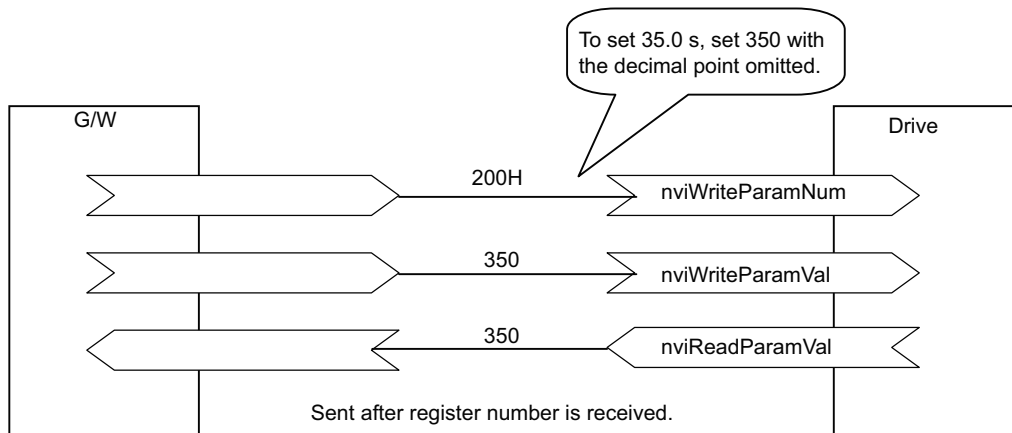 To set 35.0 s, set 350 with
the decimal point omitted.
G/W
Drive
200H
nviWriteParamNum
350
nviWriteParamVal
350
nviReadParamVal
Sent after register number is received.